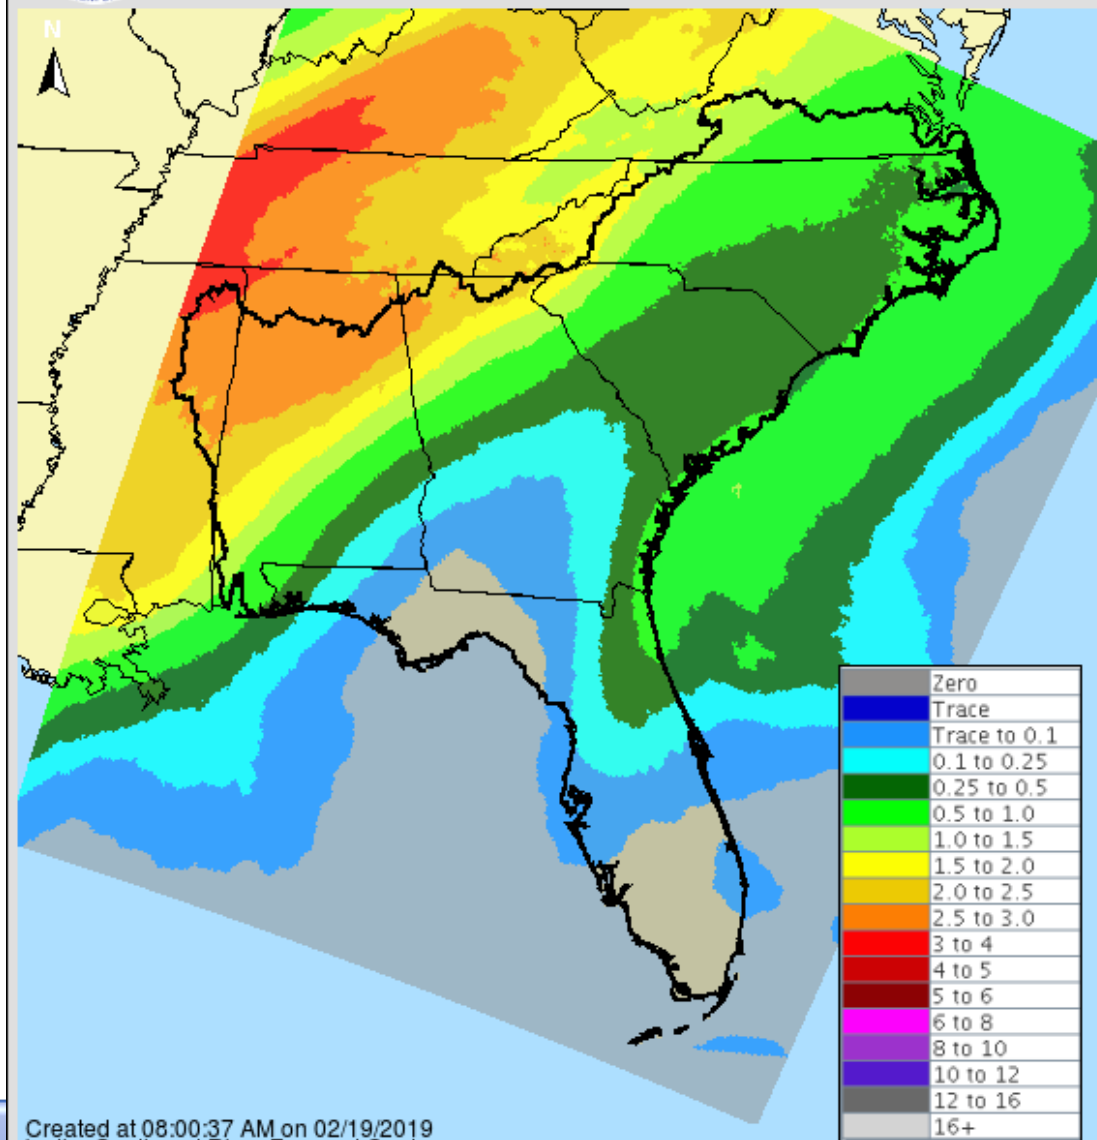 N
Zero
Trace
Trace to 0.1
0.1 to 0.25
0.25 to 0.5
0.5 to 1.0
1.0 to 1.5
1.5 to 2.0
2.0 to 2.5
2.5 to 3.0
3 to 4
4 to 5
5 to 6
6 to 8
8 to 10
10 to 12
12 to 16
16+
Created at 08:00:37 AM on 02/19/2019